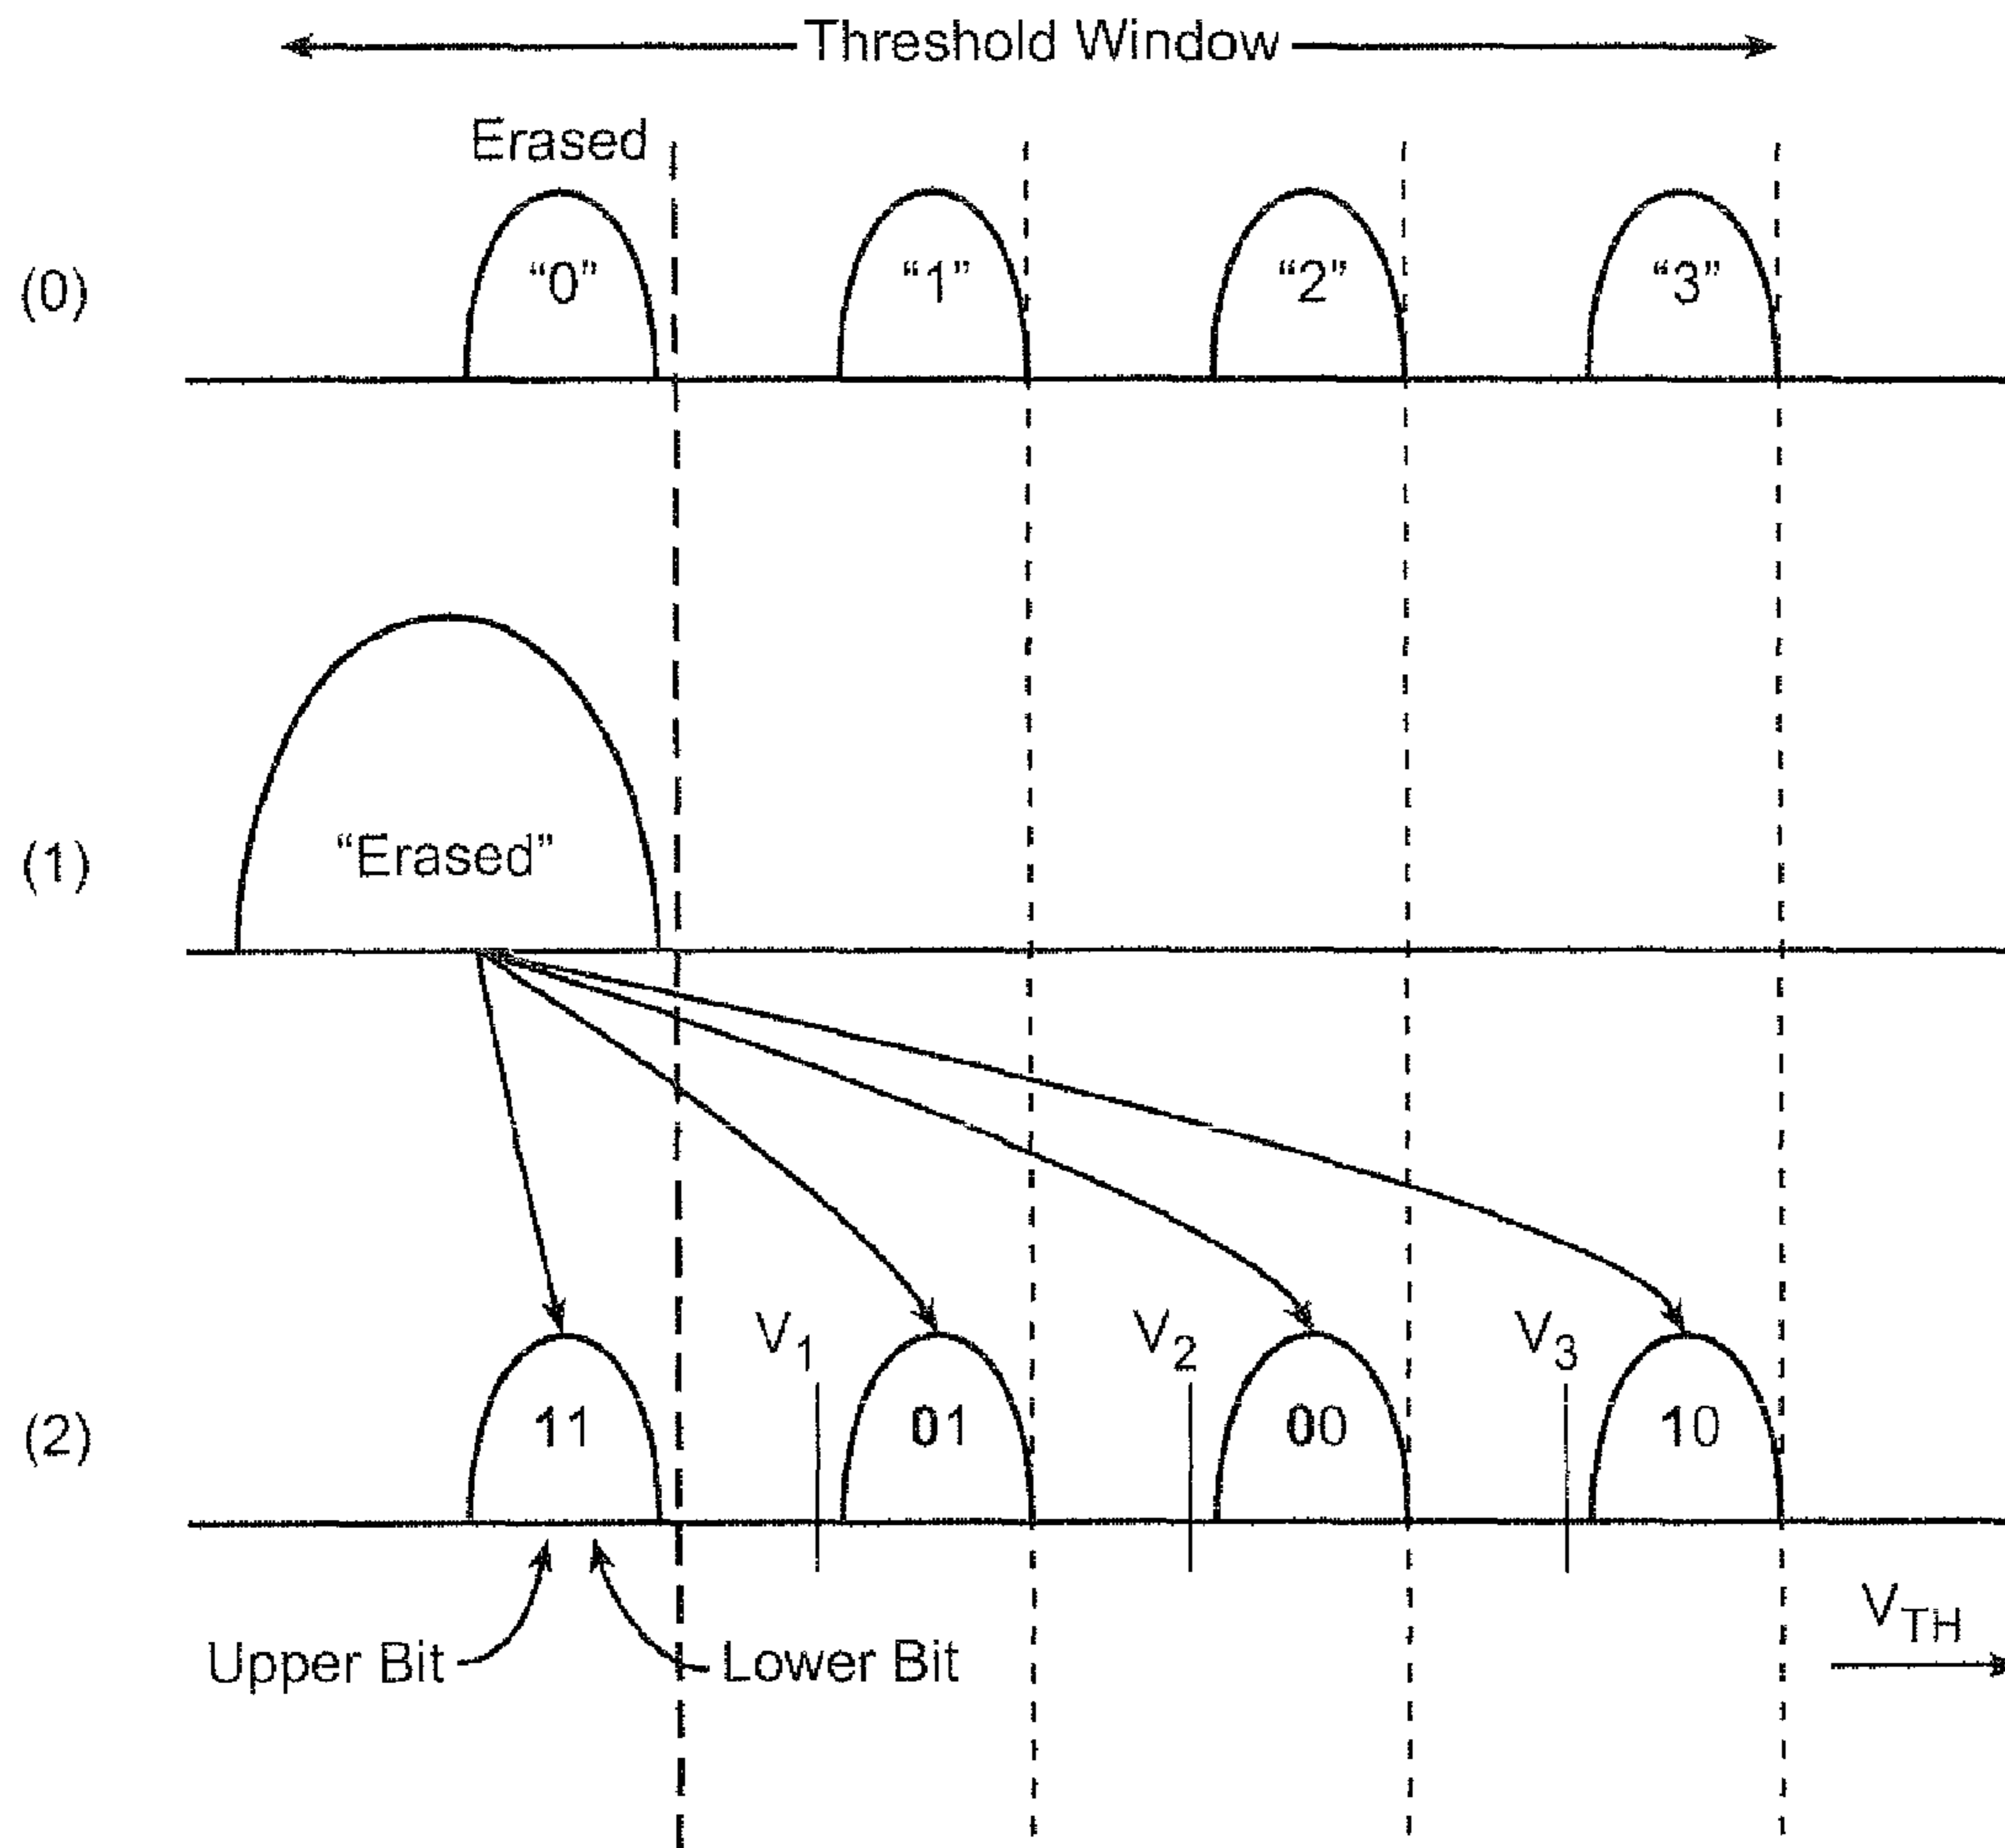 Threshold Window
Erased
(0)
“0” “1” “2” “3”
(1)
“Erased”
V1 V2 V3
(2)
11 01 00 10
Upper Bit Lower Bit
VTH